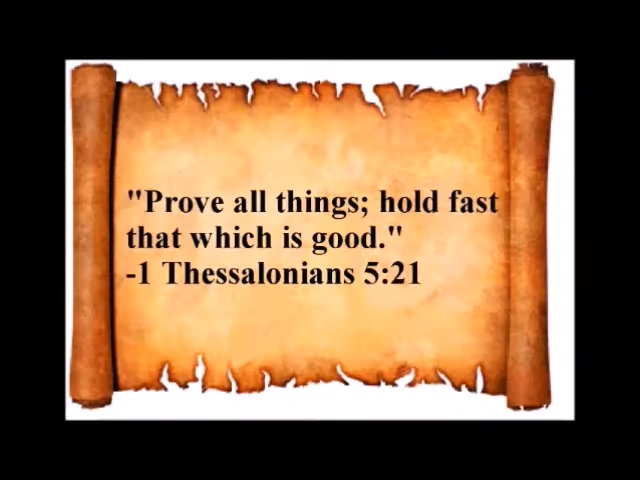 "Prove all things; hold fast
that which is good."
-1 Thessalonians 5:21